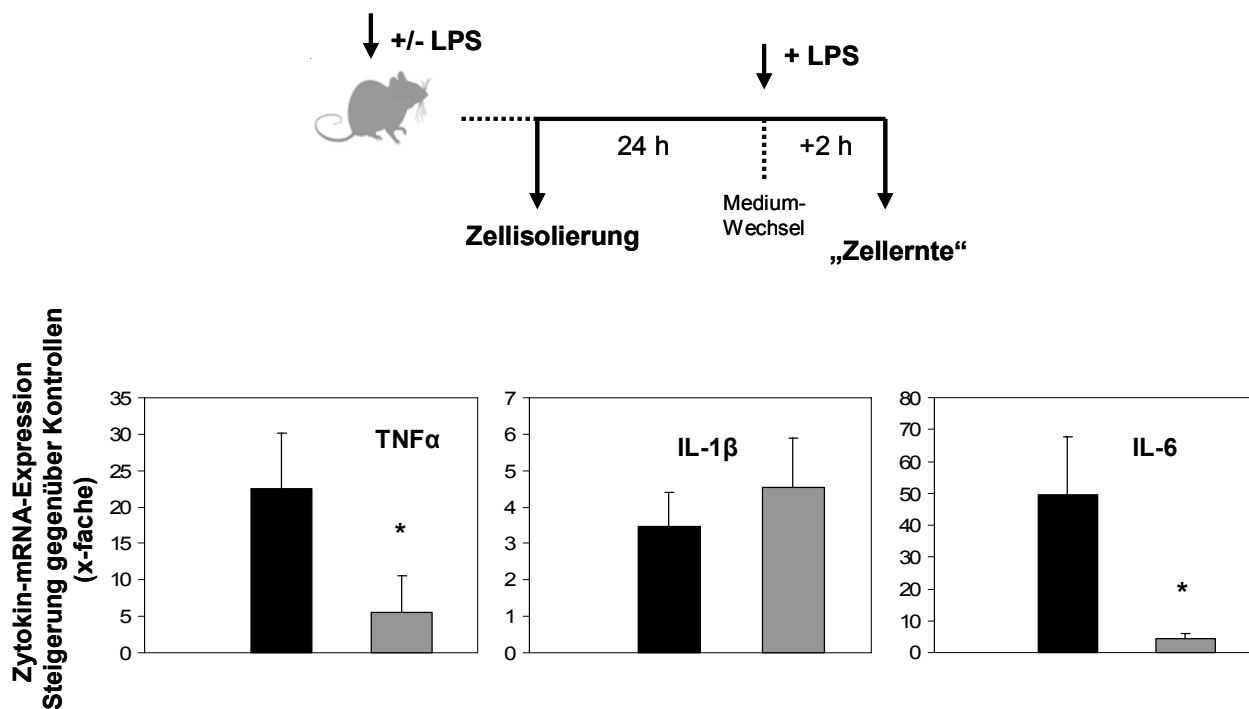 +/- LPS
+ LPS
24 h
+2 h
Medium-
Wechsel
Zellisolierung
„Zellernte“
Zytokin-mRNA-Expression
Steigerung gegenüber Kontrollen
(x-fache)
35
30
25
20
15
10
5
0
TNFα
*
7
6
5
4
3
2
1
0
IL-1β
80
70
60
50
40
30
20
10
0
IL-6
*